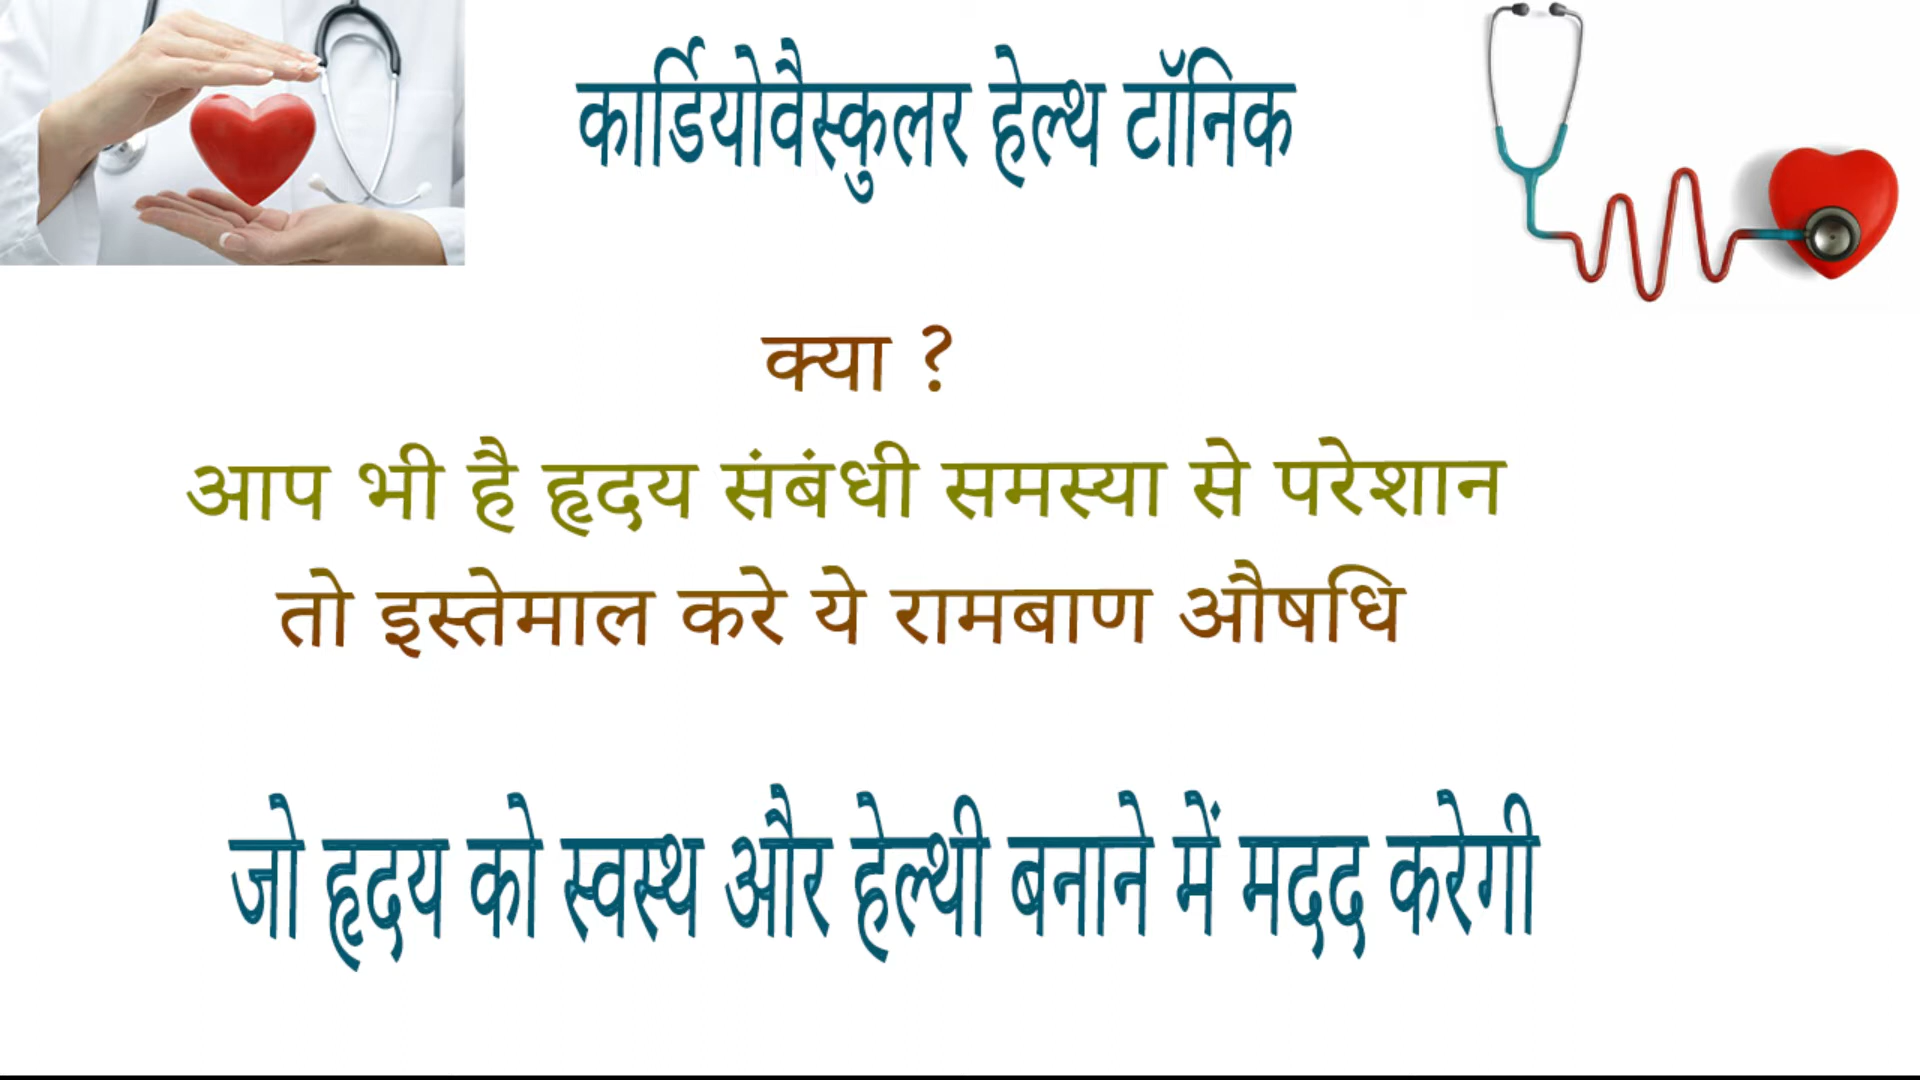 कार्डियोवैस्कुलर हेल्थ टॉनिक
क्या ?
आप भी है हृदय संबंधी समस्या से परेशान
तो इस्तेमाल करे ये रामबाण औषधि
जो हृदय को स्वस्थ और हेल्थी बनाने में मदद करेगी